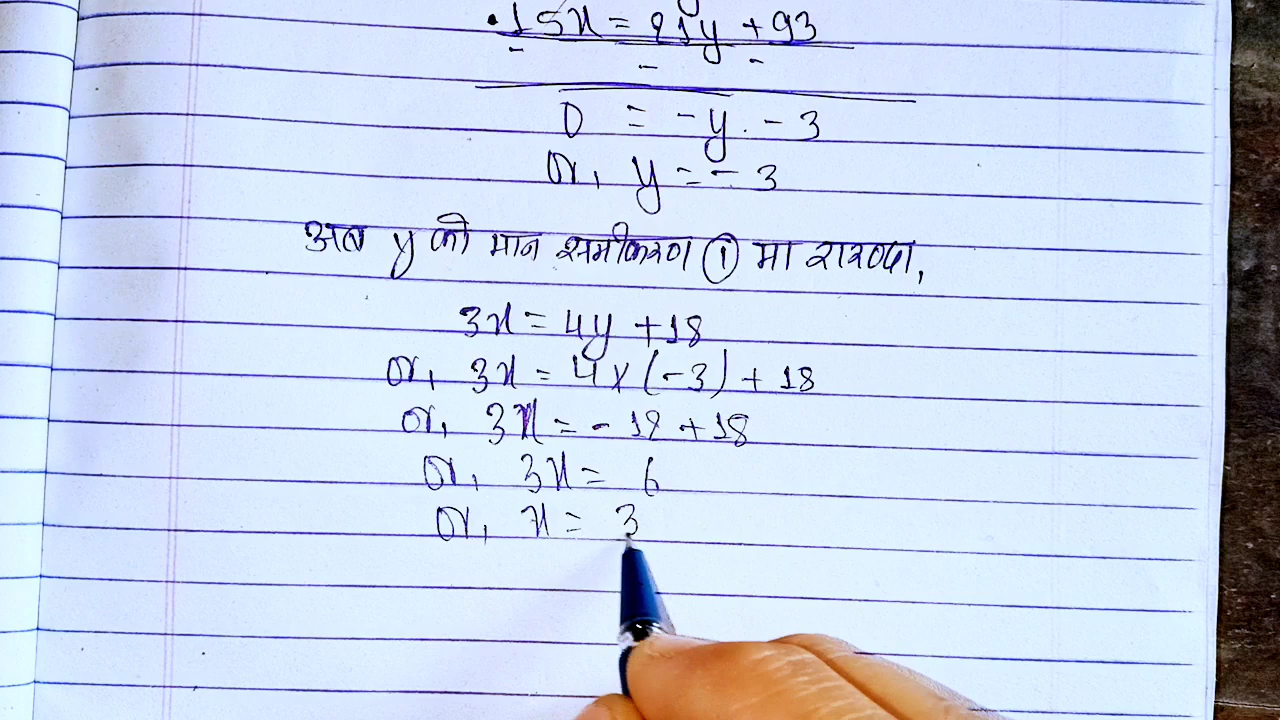 15x = 21y + 93
- - -
0 = -y - 3
or, y = - 3
अब y को मान समीकरण ① मा राख्दा,
3x = 4y + 18
or, 3x = 4 × (-3) + 18
or, 3x = - 12 + 18
or, 3x = 6
or, x = 3